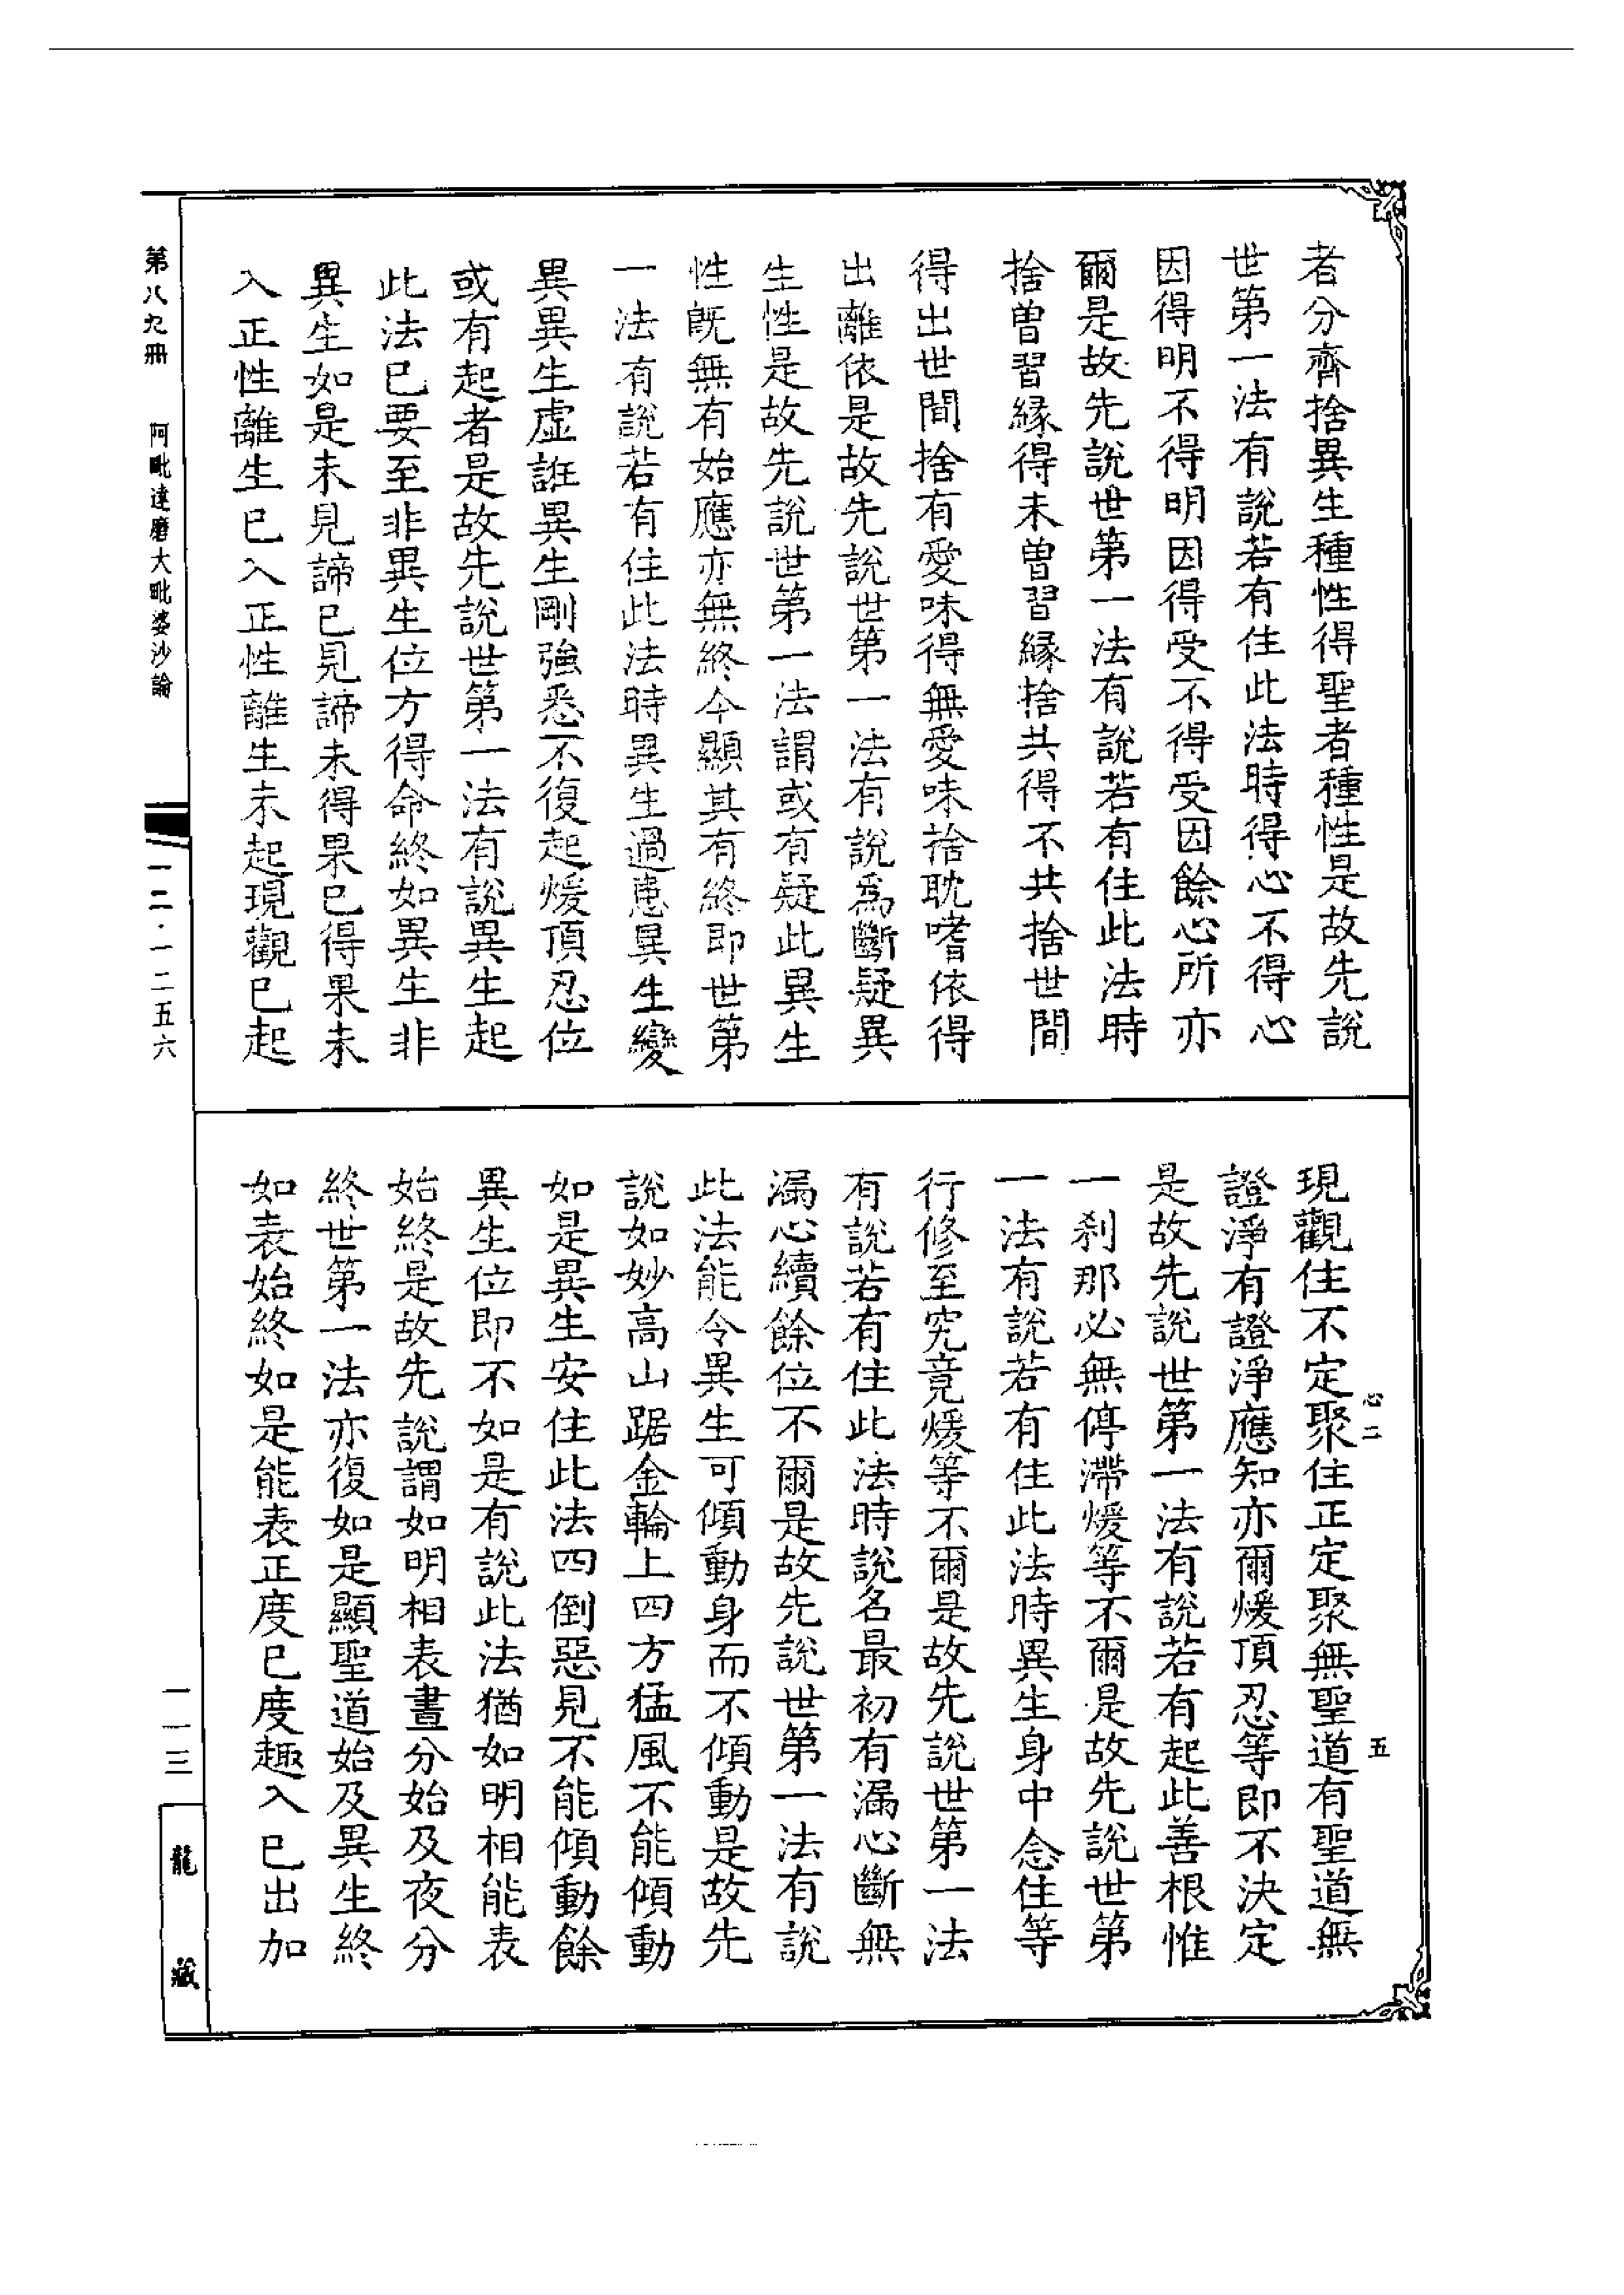 者分齊捨異生種性得聖者種性是故先說
世第一法有說若有住此法時得心不得心
因得明不得明因得受不得受因餘心所亦
爾是故先說世第一法有說若有住此法時
捨曾習緣得未曾習緣捨共得不共捨世間
得出世間捨有愛味得無愛味捨耽嗜依得
出離依是故先說世第一法有說爲斷疑異
生性是故先說世第一法謂或有疑此異生
性旣無有始應亦無終今顯其有終即世第
一法有說若有住此法時異生過患異生變
異異生虛誑異生剛強悉不復起煖頂忍位
或有起者是故先說世第一法有說異生起
此法已要至非異生位方得命終如異生非
異生如是未見諦已見諦未得果已得果未
入正性離生已入正性離生未起現觀已起
現觀住不定聚住正定聚無聖道有聖道無
證淨有證淨應知亦爾煖頂忍等即不決定
是故先說世第一法有說若有起此善根惟
一刹那必無停滯煖等不爾是故先說世第
一法有說若有住此法時異生身中念住等
行修至究竟煖等不爾是故先說世第一法
有說若有住此法時說名最初有漏心斷無
漏心續餘位不爾是故先說世第一法有說
此法能令異生可傾動身而不傾動是故先
說如妙高山踞金輪上四方猛風不能傾動
如是異生安住此法四倒惡見不能傾動餘
異生位即不如是有說此法猶如明相能表
始終是故先說謂如明相表晝分始及夜分
終世第一法亦復如是顯聖道始及異生終
如表始終如是能表正度已度趣入已出加
心二
五
第八九冊
阿毗達磨大毗婆沙論
一二·一二五六
一一三
龍藏